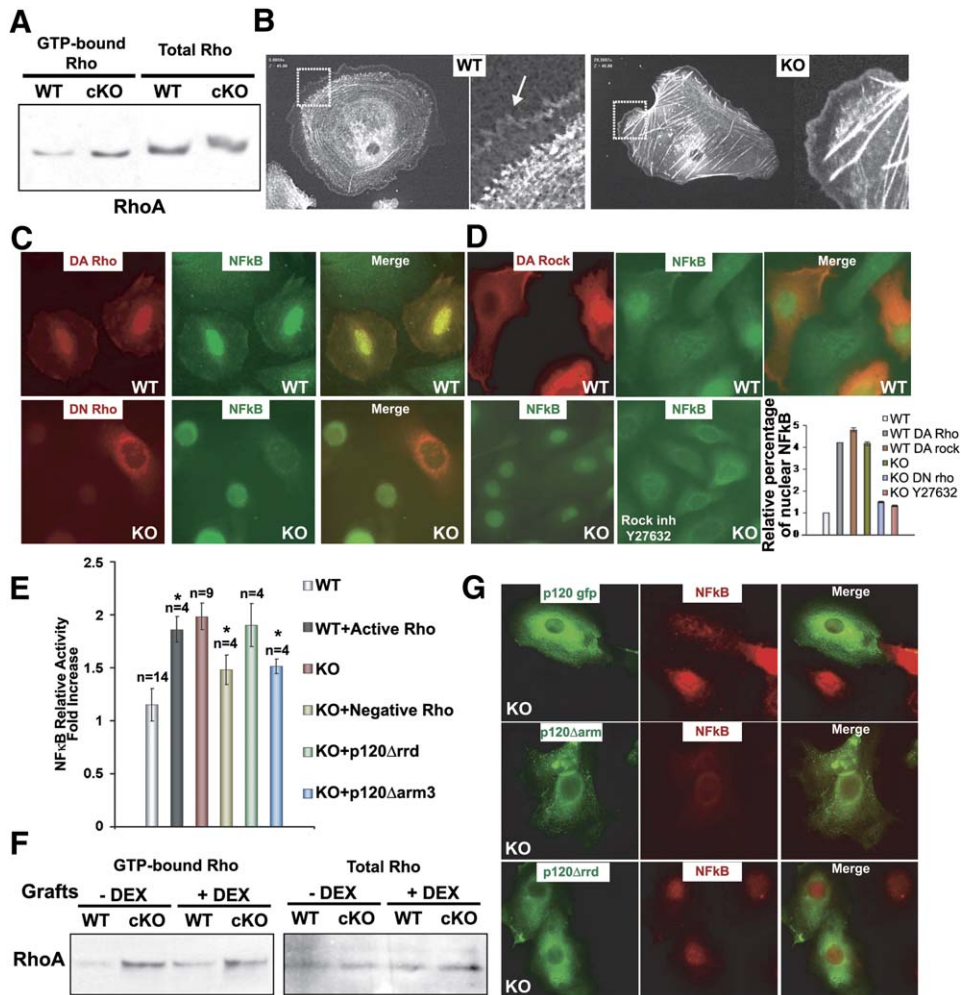 A
GTP-bound Rho
Total Rho
WT cKO WT cKO
RhoA
B
WT
KO
C
DA Rho
NFkB
Merge
WT
WT
WT
DN Rho
NFkB
Merge
KO
KO
KO
D
DA Rock
NFkB
Merge
WT
WT
WT
NFkB
NFkB
KO
Rock inh
Y27632
KO
Relative percentage
of nuclear NFkB
5
4
3
2
1
0
WT
WT DA Rho
WT DA rock
KO
KO DN rho
KO Y27632
E
NFκB Relative Activity
Fold Increase
2.5
2
1.5
1
2
n=14
*
n=4
n=9
*
n=4
n=4
*
n=4
WT
WT+Active Rho
KO
KO+Negative Rho
KO+p120Δrrd
KO+p120Δarm3
F
GTP-bound Rho
Total Rho
Grafts
- DEX + DEX - DEX + DEX
WT cKO WT cKO WT cKO WT cKO
RhoA
G
p120 gfp
NFkB
Merge
KO
p120Δarm
NFkB
Merge
KO
p120Δrrd
NFkB
Merge
KO